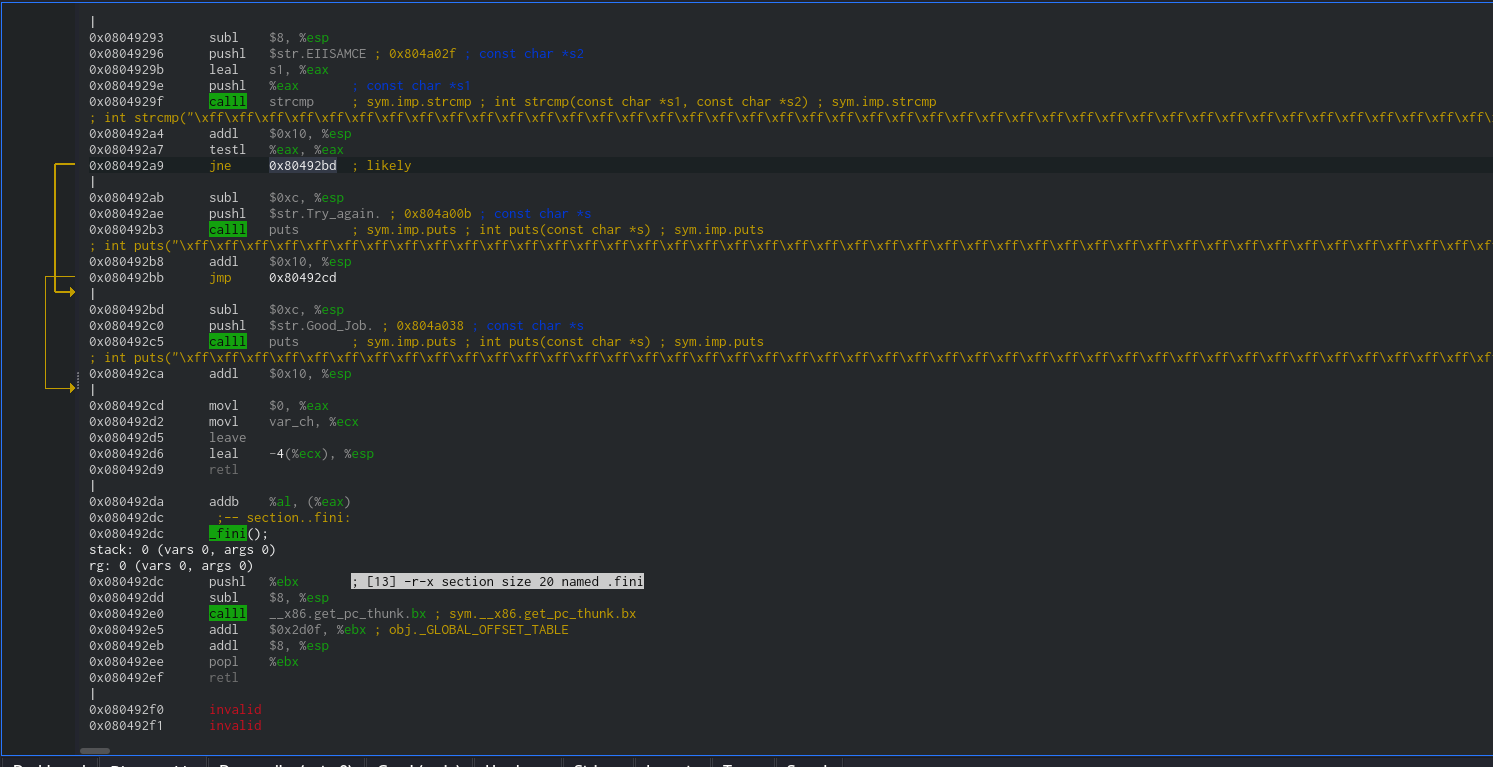 |
0x08049293 subl $8, %esp
0x08049296 pushl $str.EIISAMCE ; 0x804a02f ; const char *s2
0x0804929b leal s1, %eax
0x0804929e pushl %eax ; const char *s1
0x0804929f calll strcmp ; sym.imp.strcmp ; int strcmp(const char *s1, const char *s2) ; sym.imp.strcmp
; int strcmp("\xff\xff\xff\xff\xff\xff\xff\xff\xff\xff\xff\xff\xff\xff\xff\xff\xff\xff\xff\xff\xff\xff\xff\xff\xff\xff\xff\xff\xff\xff\xff\xff\xff\xff\xff\xff\xff\xff\xff\xff\xff\xff\xff\
0x080492a4 addl $0x10, %esp
0x080492a7 testl %eax, %eax
0x080492a9 jne 0x80492bd ; likely
|
0x080492ab subl $0xc, %esp
0x080492ae pushl $str.Try_again. ; 0x804a00b ; const char *s
0x080492b3 calll puts ; sym.imp.puts ; int puts(const char *s) ; sym.imp.puts
; int puts("\xff\xff\xff\xff\xff\xff\xff\xff\xff\xff\xff\xff\xff\xff\xff\xff\xff\xff\xff\xff\xff\xff\xff\xff\xff\xff\xff\xff\xff\xff\xff\xff\xff\xff\xff\xff\xff\xff\xff\xff\xff\xff\xff\xff
0x080492b8 addl $0x10, %esp
0x080492bb jmp 0x80492cd
|
0x080492bd subl $0xc, %esp
0x080492c0 pushl $str.Good_Job. ; 0x804a038 ; const char *s
0x080492c5 calll puts ; sym.imp.puts ; int puts(const char *s) ; sym.imp.puts
; int puts("\xff\xff\xff\xff\xff\xff\xff\xff\xff\xff\xff\xff\xff\xff\xff\xff\xff\xff\xff\xff\xff\xff\xff\xff\xff\xff\xff\xff\xff\xff\xff\xff\xff\xff\xff\xff\xff\xff\xff\xff\xff\xff\xff\xff
0x080492ca addl $0x10, %esp
|
0x080492cd movl $0, %eax
0x080492d2 movl var_ch, %ecx
0x080492d5 leave
0x080492d6 leal -4(%ecx), %esp
0x080492d9 retl
|
0x080492da addb %al, (%eax)
0x080492dc ;-- section..fini:
0x080492dc _fini();
stack: 0 (vars 0, args 0)
rg: 0 (vars 0, args 0)
0x080492dc pushl %ebx ; [13] -r-x section size 20 named .fini
0x080492dd subl $8, %esp
0x080492e0 calll __x86.get_pc_thunk.bx ; sym.__x86.get_pc_thunk.bx
0x080492e5 addl $0x2d0f, %ebx ; obj._GLOBAL_OFFSET_TABLE
0x080492eb addl $8, %esp
0x080492ee popl %ebx
0x080492ef retl
|
0x080492f0 invalid
0x080492f1 invalid